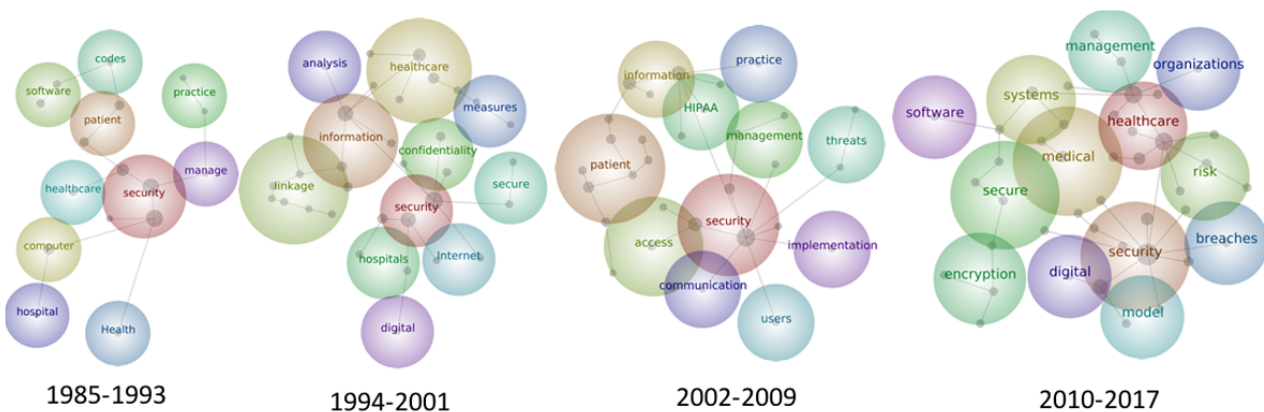 codes
software
practice
patient
healthcare
security
manage
computer
hospital
Health
1985-1993
analysis
healthcare
measures
information
confidentiality
linkage
secure
security
hospitals
Internet
digital
1994-2001
information
practice
HIPAA
management
threats
patient
security
access
implementation
communication
users
2002-2009
management
organizations
systems
software
healthcare
medical
risk
secure
breaches
security
encryption
digital
model
2010-2017